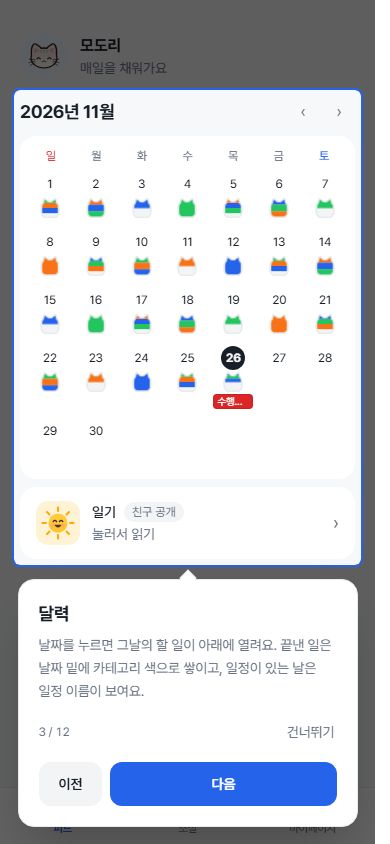 모도리
매일을 채워가요
2026년 11월
‹ ›
일 월 화 수 목 금 토
1 2 3 4 5 6 7
8 9 10 11 12 13 14
15 16 17 18 19 20 21
22 23 24 25 26 27 28
수행...
29 30
일기 친구 공개
눌러서 읽기
›
달력
날짜를 누르면 그날의 할 일이 아래에 열려요. 끝낸 일은
날짜 밑에 카테고리 색으로 쌓이고, 일정이 있는 날은
일정 이름이 보여요.
3 / 12 건너뛰기
이전 다음